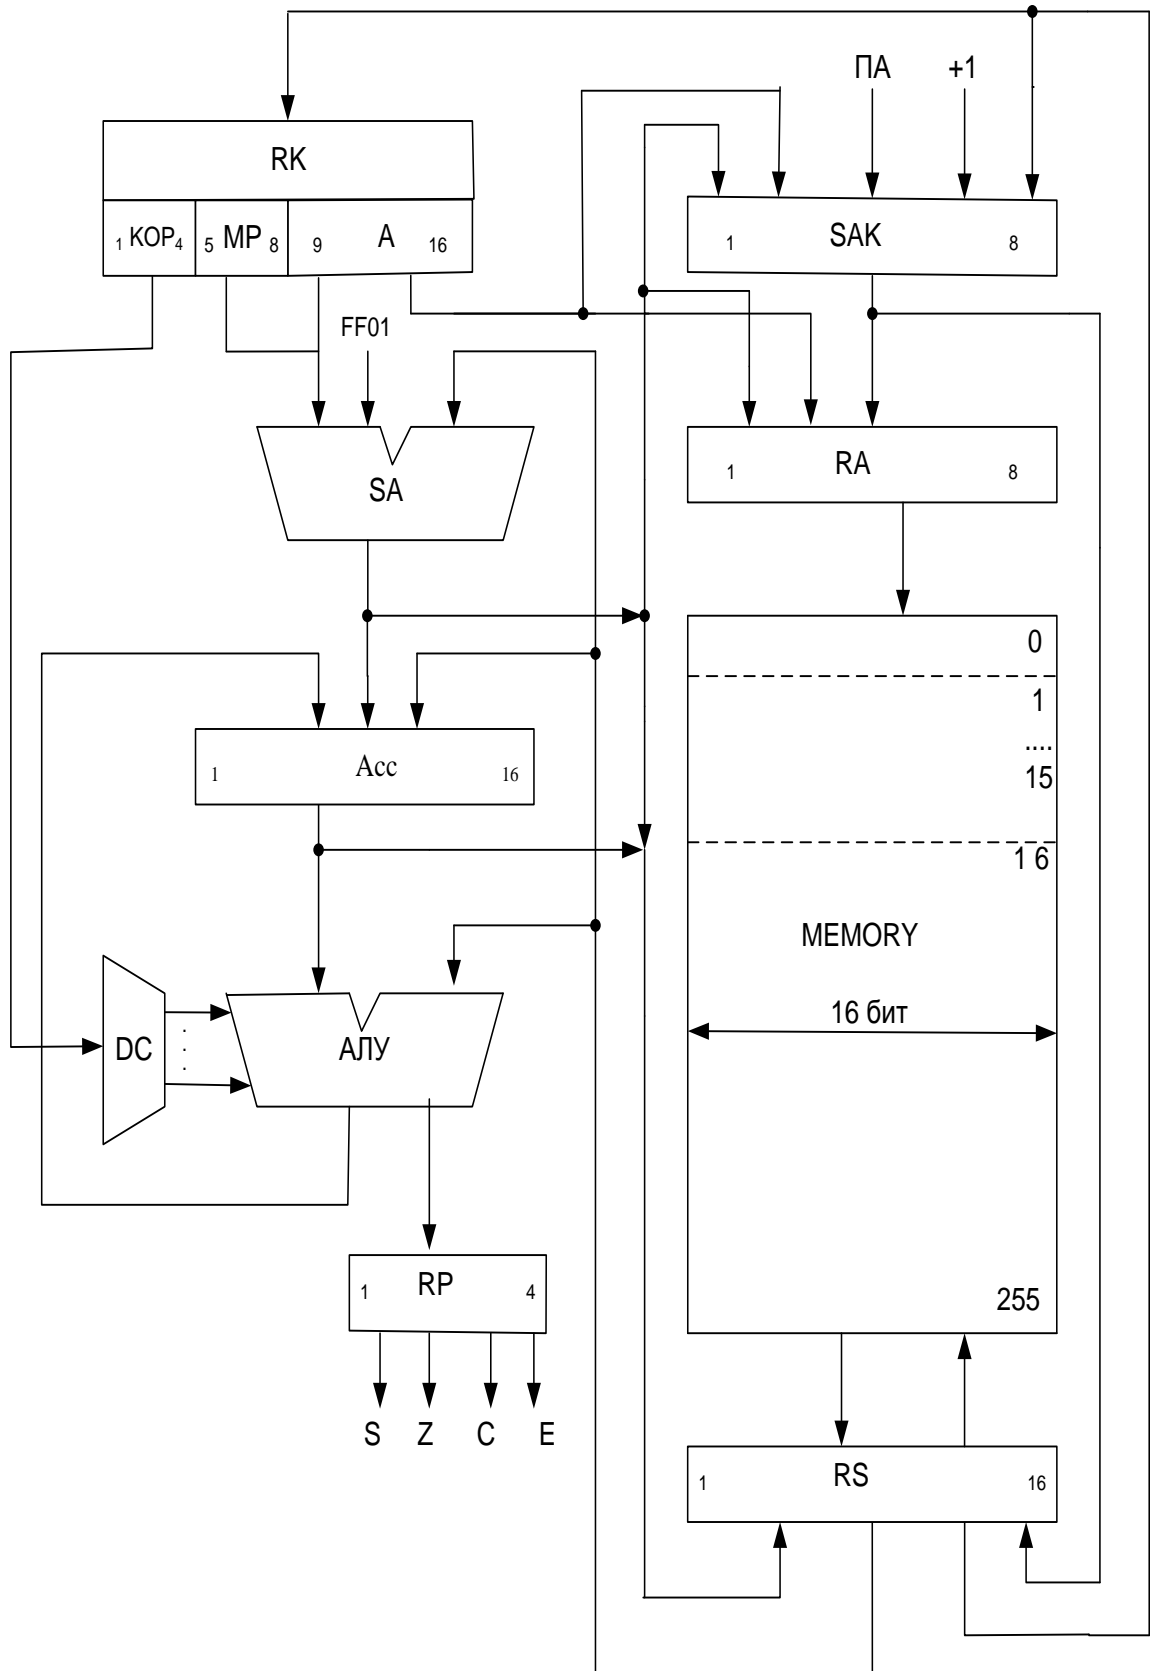 ПА +1
RK
1 КОР 4 5 МР 8 9 А 16
1 SAK 8
FF01
SA
1 RA 8
0
1
....
15
1 Acc 16
1 6
MEMORY
16 бит
DC
.
.
.
АЛУ
1 RP 4
255
S Z C E
1 RS 16